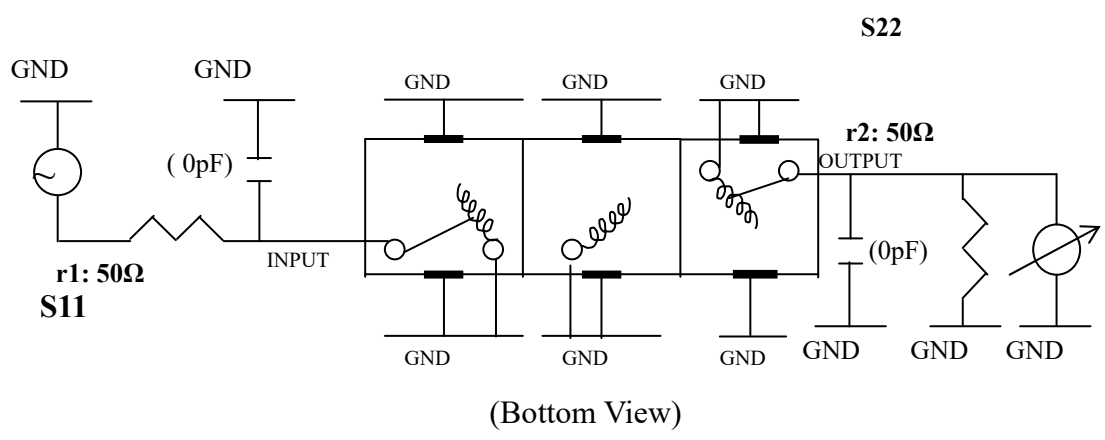 S22
GND
GND
GND
GND
GND
r2: 50Ω
( 0pF)
OUTPUT
INPUT
(0pF)
r1: 50Ω
S11
GND
GND
GND
GND
GND
GND
(Bottom View)